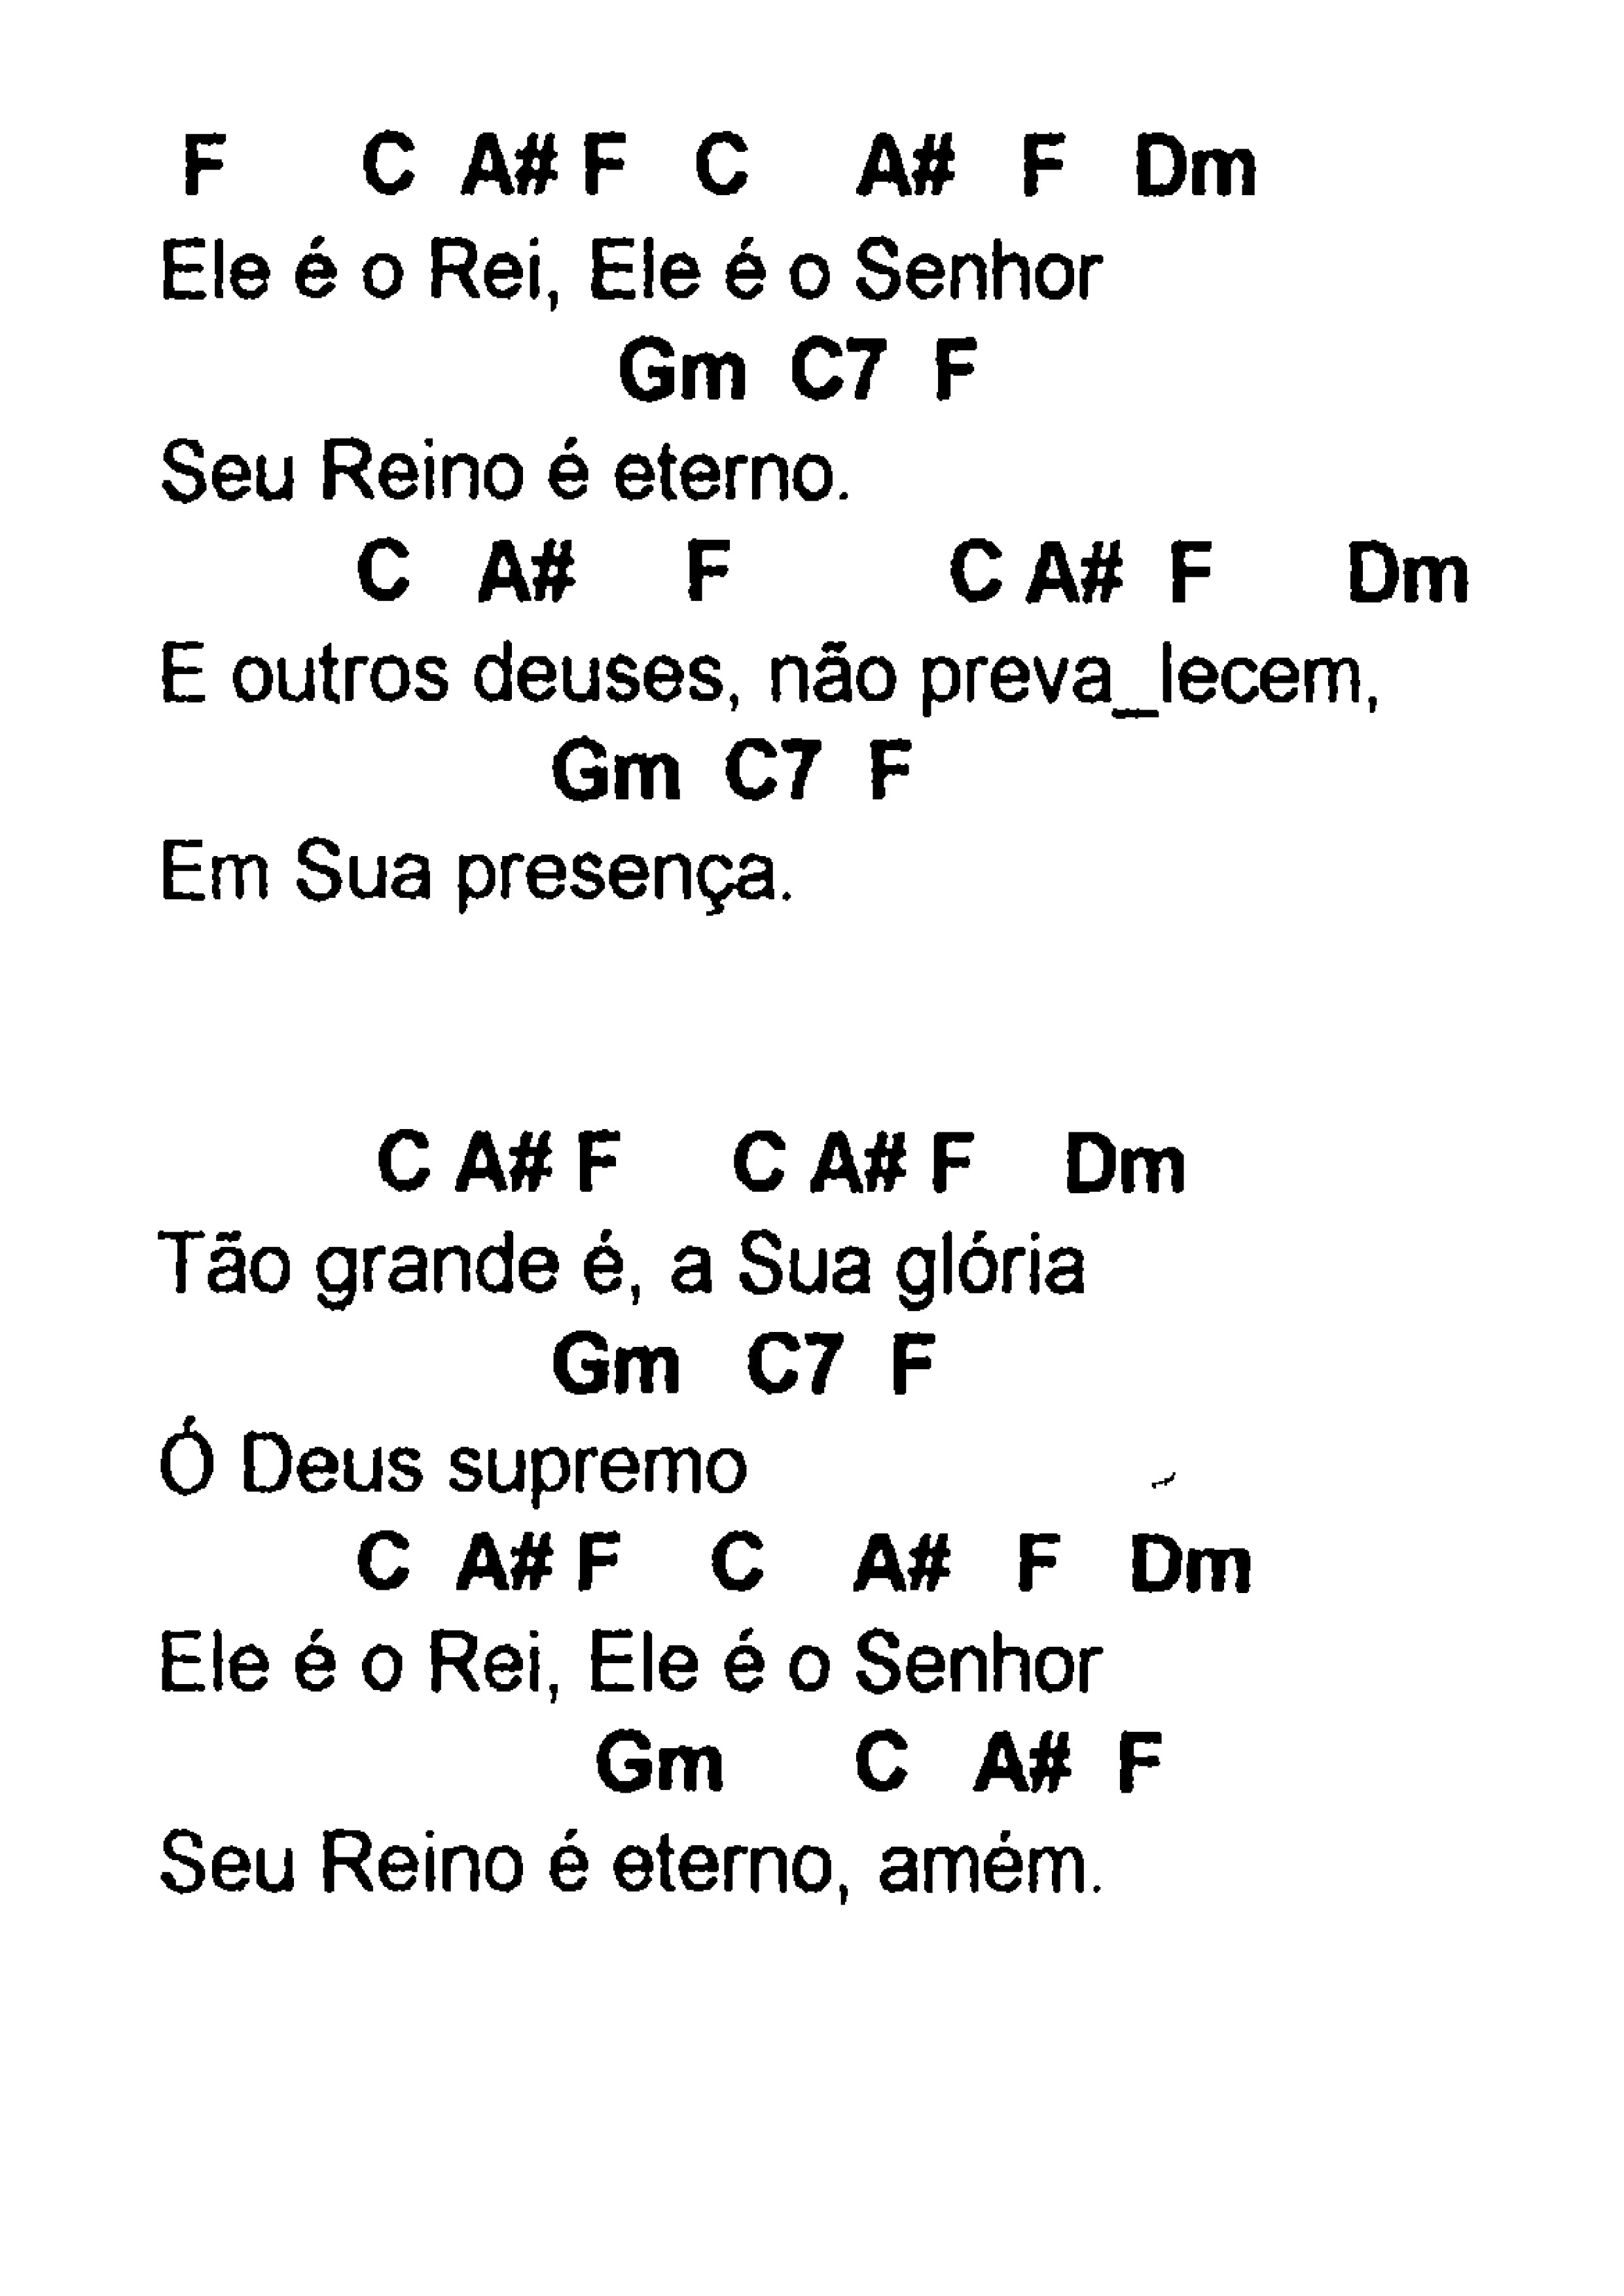 F C A# F C A# F Dm
Ele é o Rei, Ele é o Senhor
Gm C7 F
Seu Reino é eterno.
C A# F C A# F Dm
E outros deuses, não preva_lecem,
Gm C7 F
Em Sua presença.
C A# F C A# F Dm
Tão grande é, a Sua glória
Gm C7 F
Ó Deus supremo
C A# F C A# F Dm
Ele é o Rei, Ele é o Senhor
Gm C A# F
Seu Reino é eterno, amém.